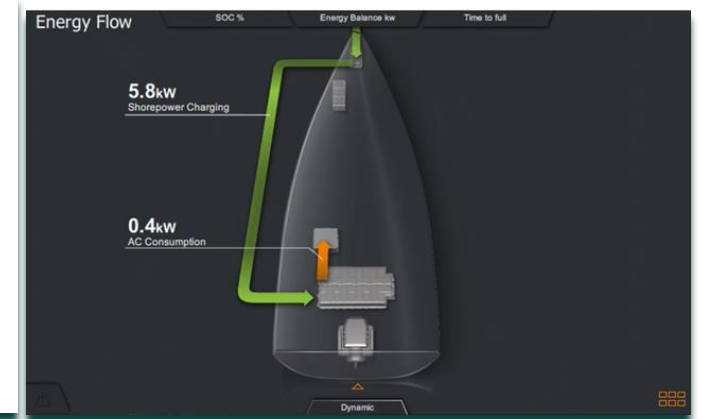 Energy Flow
SOC %
Energy Balance kw
Time to full
5.8kW
Shorepower Charging
0.4kW
AC Consumption
Dynamic